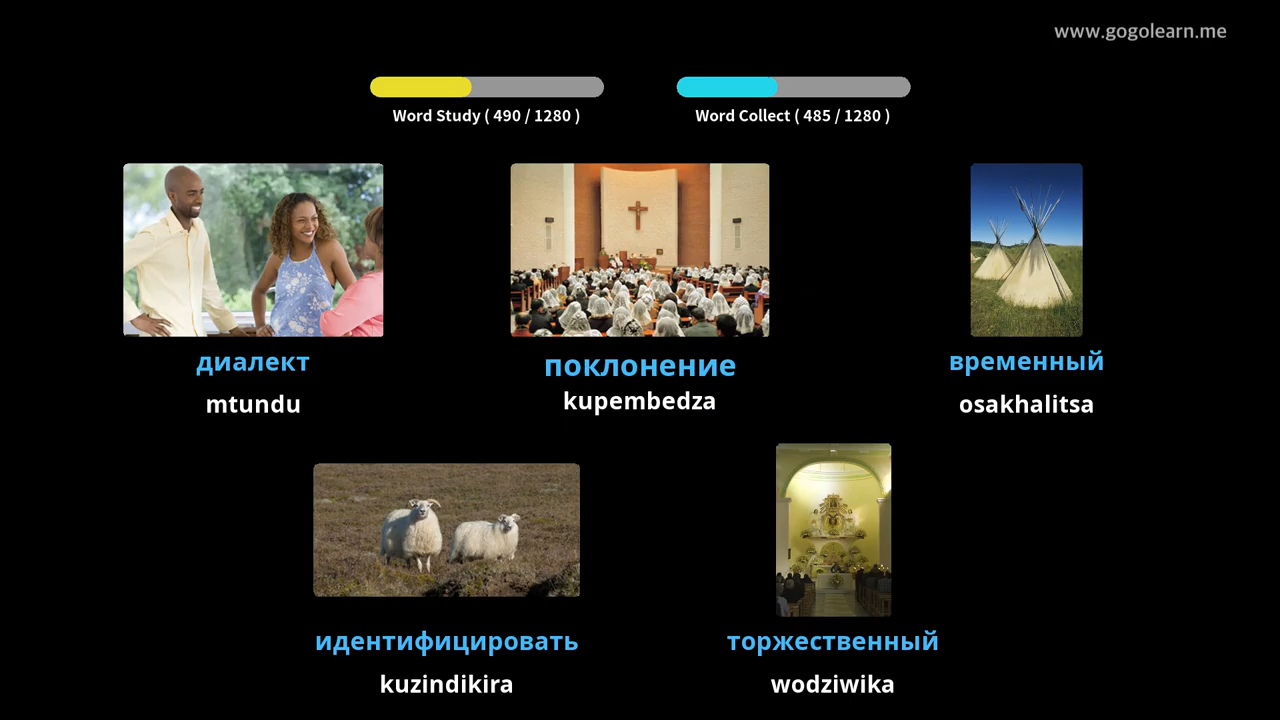 www.gogolearn.me
Word Study ( 490 / 1280 )
Word Collect ( 485 / 1280 )
диалект
mtundu
поклонение
kupembedza
временный
osakhalitsa
идентифицировать
kuzindikira
торжественный
wodziwika